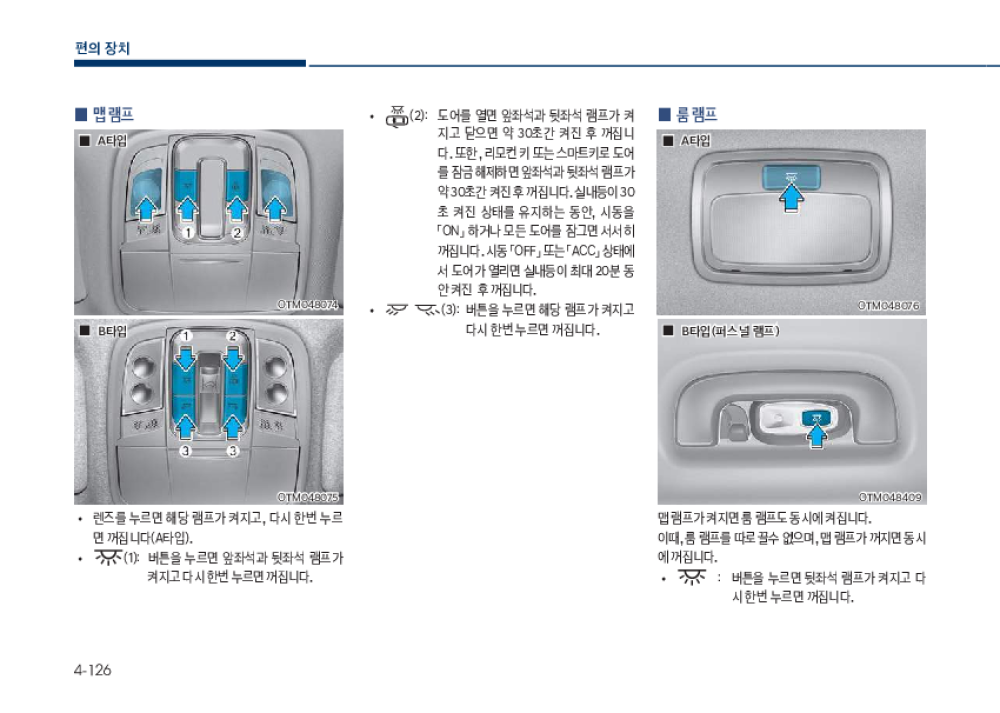 편의 장치
■ 맵 램프
■ A타입
1
2
OTM048074
■ B타입
1
2
3
3
OTM048075
• 렌즈를 누르면 해당 램프가 켜지고, 다시 한번 누르
면 꺼집니다(A타입).
• (1): 버튼을 누르면 앞좌석과 뒷좌석 램프가
켜지고 다시 한번 누르면 꺼집니다.
• (2): 도어를 열면 앞좌석과 뒷좌석 램프가 켜
지고 닫으면 약 30초간 켜진 후 꺼집니
다. 또한, 리모컨 키 또는 스마트키로 도어
를 잠금 해제하면 앞좌석과 뒷좌석 램프가
약 30초간 켜진 후 꺼집니다. 실내등이 30
초 켜진 상태를 유지하는 동안, 시동을
「ON」 하거나 모든 도어를 잠그면 서서히
꺼집니다. 시동 「OFF」 또는 「ACC」 상태에
서 도어가 열리면 실내등이 최대 20분 동
안 켜진 후 꺼집니다.
• (3): 버튼을 누르면 해당 램프가 켜지고
다시 한번 누르면 꺼집니다.
■ 룸 램프
■ A타입
OTM048076
■ B타입(퍼스널 램프)
OTM048409
맵 램프가 켜지면 룸 램프도 동시에 켜집니다.
이때, 룸 램프를 따로 끌수 없으며, 맵 램프가 꺼지면 동시
에 꺼집니다.
• : 버튼을 누르면 뒷좌석 램프가 켜지고 다
시 한번 누르면 꺼집니다.
4-126